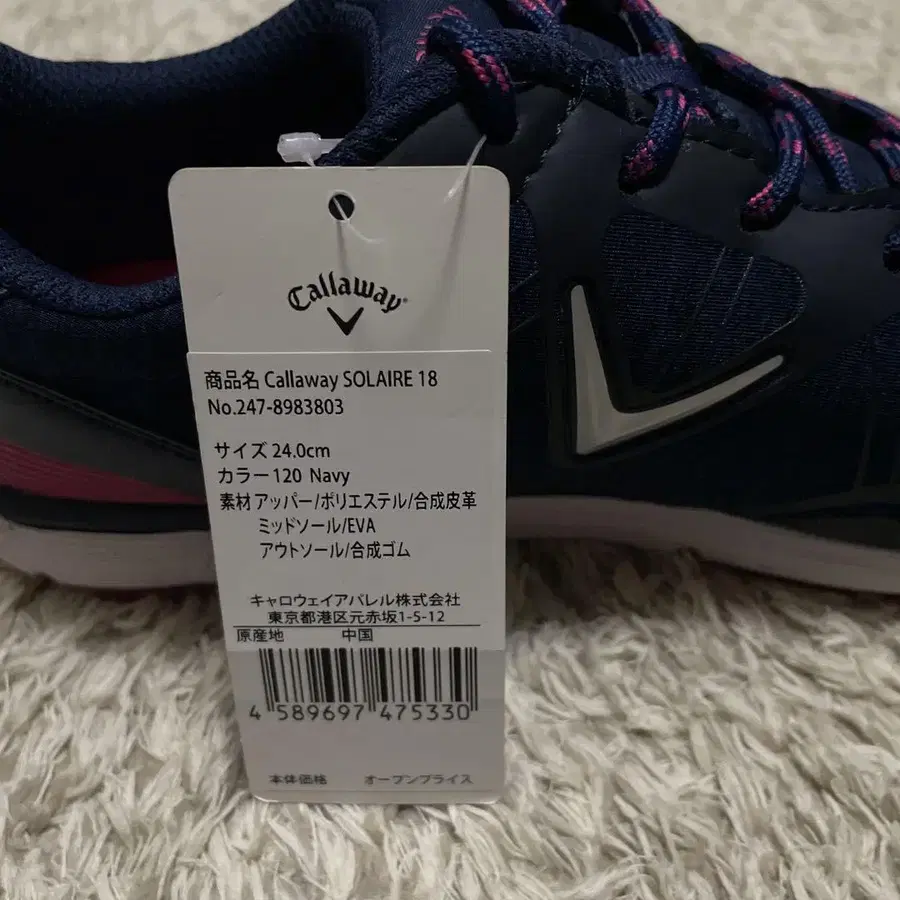 Callaway
商品名 Callaway SOLAIRE 18
No.247-8983803
サイズ 24.0cm
カラー 120 Navy
素材 アッパー/ポリエステル/合成皮革
ミッドソール/EVA
アウトソール/合成ゴム
キャロウェイアパレル株式会社
東京都港区元赤坂1-5-12
原産地 中国
4 589697 475330
本体価格 オープンプライス